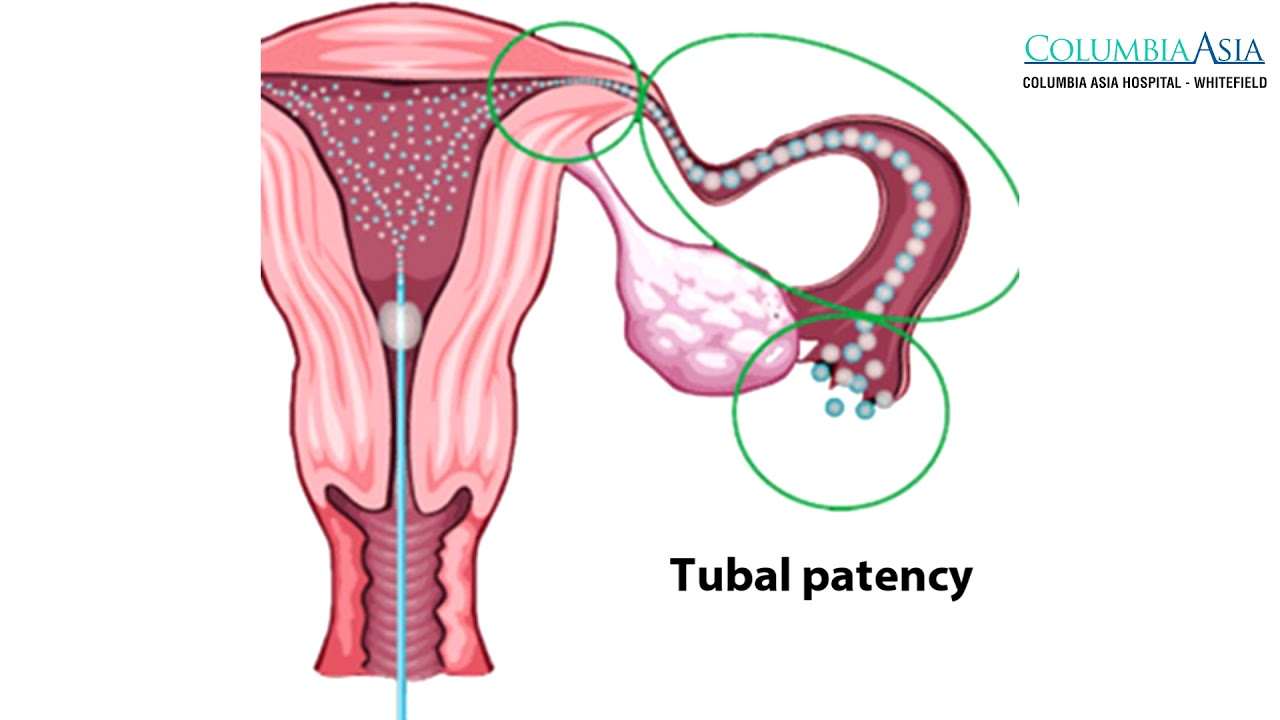 COLUMBIA ASIA
COLUMBIA ASIA HOSPITAL - WHITEFIELD
Tubal patency